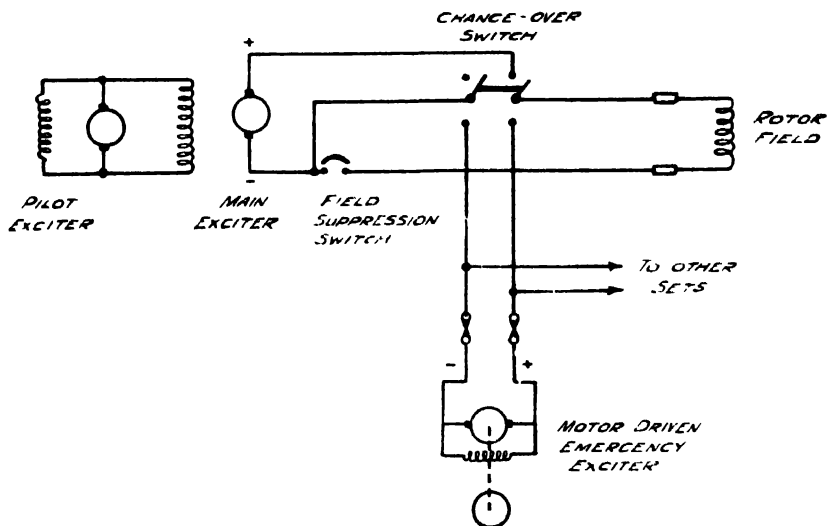 CHANGE-OVER
SWITCH
+
ROTOR
FIELD
-
PILOT
EXCITER
MAIN
EXCITER
FIELD
SUPPRESSION
SWITCH
TO OTHER
SETS
- +
MOTOR DRIVEN
EMERGENCY
EXCITER